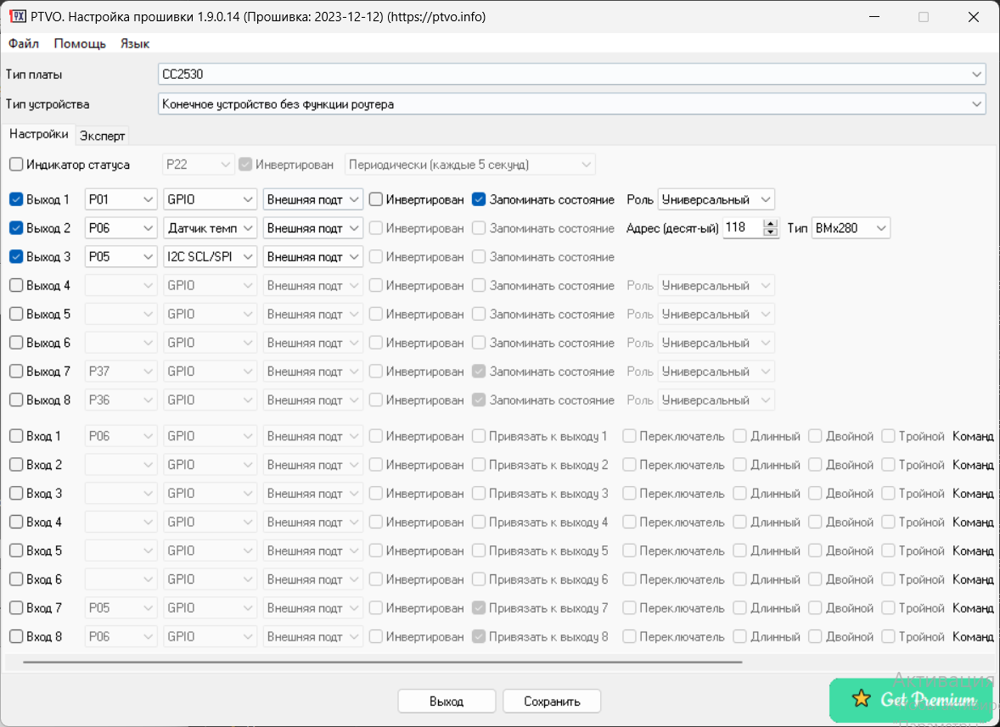 PTVO. Настройка прошивки 1.9.0.14 (Прошивка: 2023-12-12) (https://ptvo.info)
Файл Помощь Язык
Тип платы CC2530
Тип устройства Конечное устройство без функции роутера
Настройки Эксперт
Индикатор статуса P22 Инвертирован Периодически (каждые 5 секунд)
Выход 1 P01 GPIO Внешняя подт Инвертирован Запоминать состояние Роль Универсальный
Выход 2 P06 Датчик темп Внешняя подт Инвертирован Запоминать состояние Адрес (десят-ый) 118 Тип BMx280
Выход 3 P05 I2C SCL/SPI Внешняя подт Инвертирован Запоминать состояние
Выход 4 GPIO Внешняя подт Инвертирован Запоминать состояние Роль Универсальный
Выход 5 GPIO Внешняя подт Инвертирован Запоминать состояние Роль Универсальный
Выход 6 GPIO Внешняя подт Инвертирован Запоминать состояние Роль Универсальный
Выход 7 P37 GPIO Внешняя подт Инвертирован Запоминать состояние Роль Универсальный
Выход 8 P36 GPIO Внешняя подт Инвертирован Запоминать состояние Роль Универсальный
Вход 1 P06 GPIO Внешняя подт Инвертирован Привязать к выходу 1 Переключатель Длинный Двойной Тройной Команд
Вход 2 GPIO Внешняя подт Инвертирован Привязать к выходу 2 Переключатель Длинный Двойной Тройной Команд
Вход 3 GPIO Внешняя подт Инвертирован Привязать к выходу 3 Переключатель Длинный Двойной Тройной Команд
Вход 4 GPIO Внешняя подт Инвертирован Привязать к выходу 4 Переключатель Длинный Двойной Тройной Команд
Вход 5 GPIO Внешняя подт Инвертирован Привязать к выходу 5 Переключатель Длинный Двойной Тройной Команд
Вход 6 GPIO Внешняя подт Инвертирован Привязать к выходу 6 Переключатель Длинный Двойной Тройной Команд
Вход 7 P05 GPIO Внешняя подт Инвертирован Привязать к выходу 7 Переключатель Длинный Двойной Тройной Команд
Вход 8 P06 GPIO Внешняя подт Инвертирован Привязать к выходу 8 Переключатель Длинный Двойной Тройной Команд
Активация
Выход Сохранить Get Premium